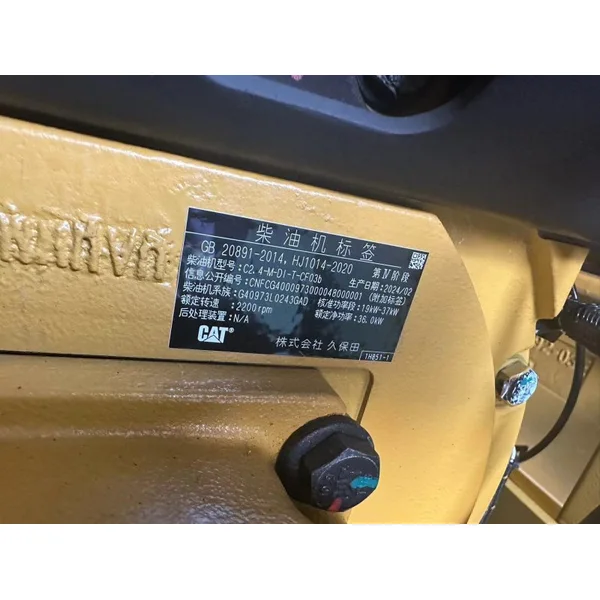 柴油机标签
GB 20891-2014, HJ1014-2020 第Ⅳ阶段
柴油机型号: C2.4-M-DI-T-CF03b 生产日期: 2024/02
信息公开编号: CNFCG4000973000048000001 (附加标签)
柴油机系族: GA0973L0243GAD 核准功率段: 19kW-37kW
额定转速: 2200rpm 额定净功率: 36.0kW
后处理装置: N/A
CAT 株式会社 久保田
1H851-1